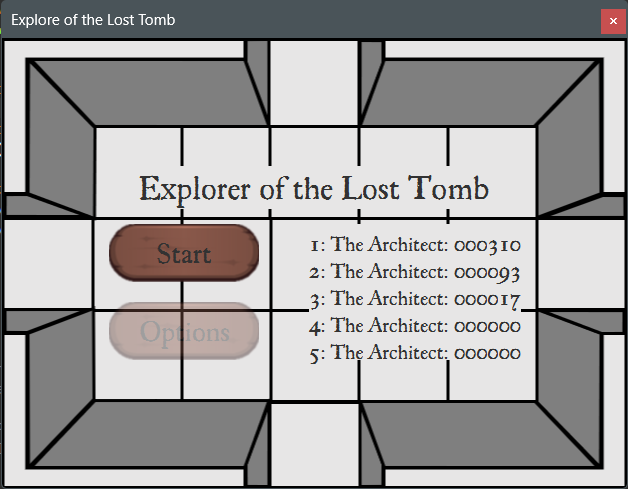 Explore of the Lost Tomb
Explorer of the Lost Tomb
Start
Options
1: The Architect: 000310
2: The Architect: 000093
3: The Architect: 000017
4: The Architect: 000000
5: The Architect: 000000